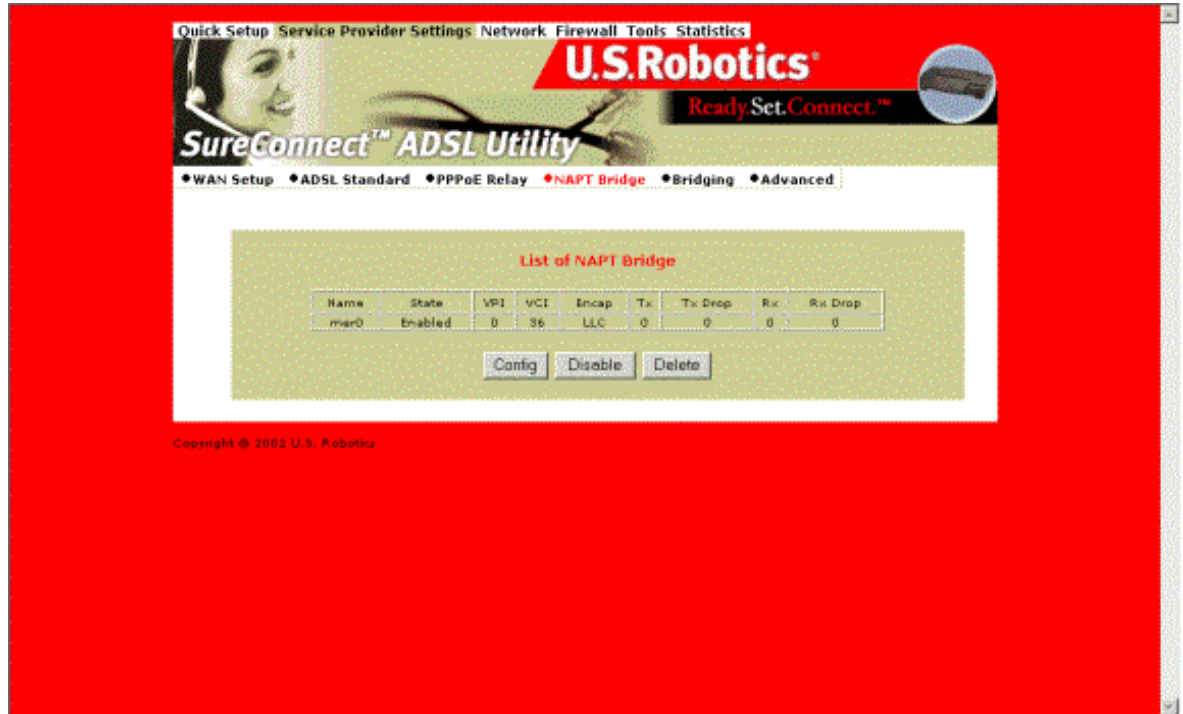 Quick Setup Service Provider Settings Network Firewall Tools Statistics
U.S.Robotics®
Ready.Set.Connect.™
SureConnect™ ADSL Utility
•WAN Setup •ADSL Standard •PPPoE Relay •NAPT Bridge •Bridging •Advanced
List of NAPT Bridge
Name State VPI VCI Encap Tx Tx Drop Rx Rx Drop
mer0 Enabled 0 36 LLC 0 0 0 0
Config Disable Delete
Copyright © 2002 U.S. Robotics